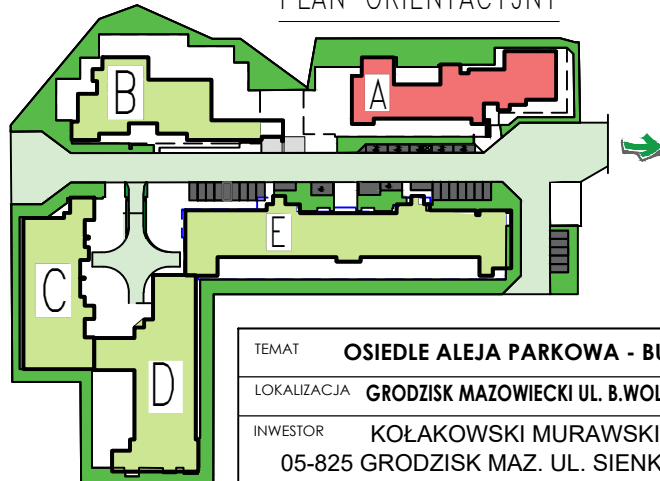 PLAN ORIENTACYJNY
B
A
E
C
D
TEMAT OSIEDLE ALEJA PARKOWA - BU
LOKALIZACJA GRODZISK MAZOWIECKI UL. B.WOL
INWESTOR KOŁAKOWSKI MURAWSKI
05-825 GRODZISK MAZ. UL. SIENK